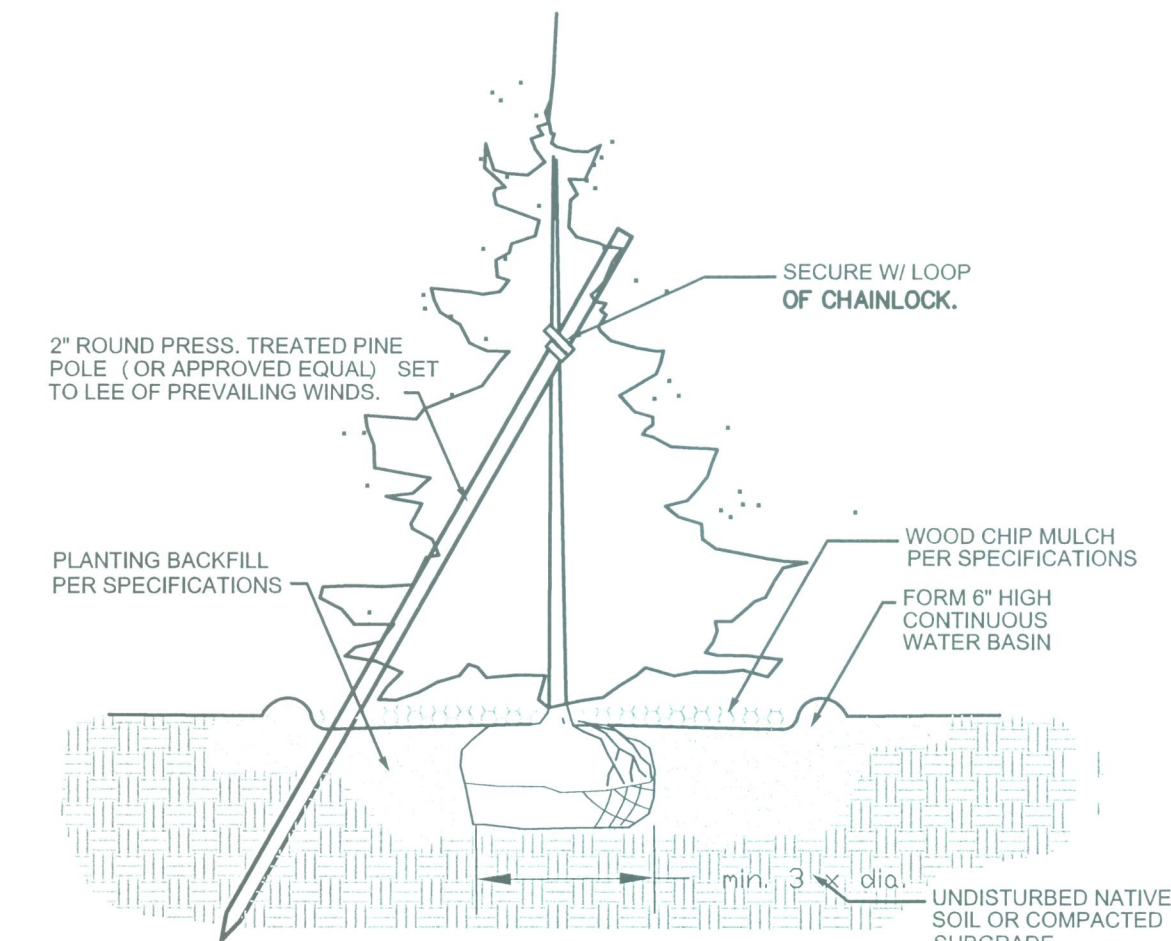 SECURE W/ LOOP
OF CHAINLOCK.
2" ROUND PRESS. TREATED PINE
POLE ( OR APPROVED EQUAL) SET
TO LEE OF PREVAILING WINDS.
PLANTING BACKFILL
PER SPECIFICATIONS
WOOD CHIP MULCH
PER SPECIFICATIONS
FORM 6" HIGH
CONTINUOUS
WATER BASIN
min. 3 x dia.
UNDISTURBED NATIVE
SOIL OR COMPACTED
SUBGRADE